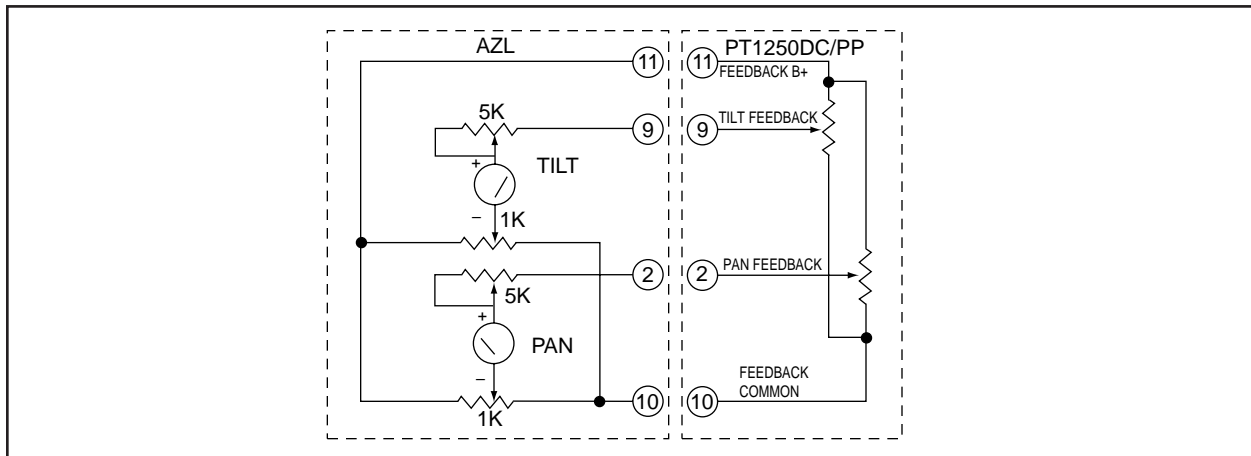 AZL
PT1250DC/PP
11
11
FEEDBACK B+
5K
9
9
TILT FEEDBACK
+
TILT
–
1K
2
2
PAN FEEDBACK
5K
+
PAN
–
1K
10
10
FEEDBACK
COMMON